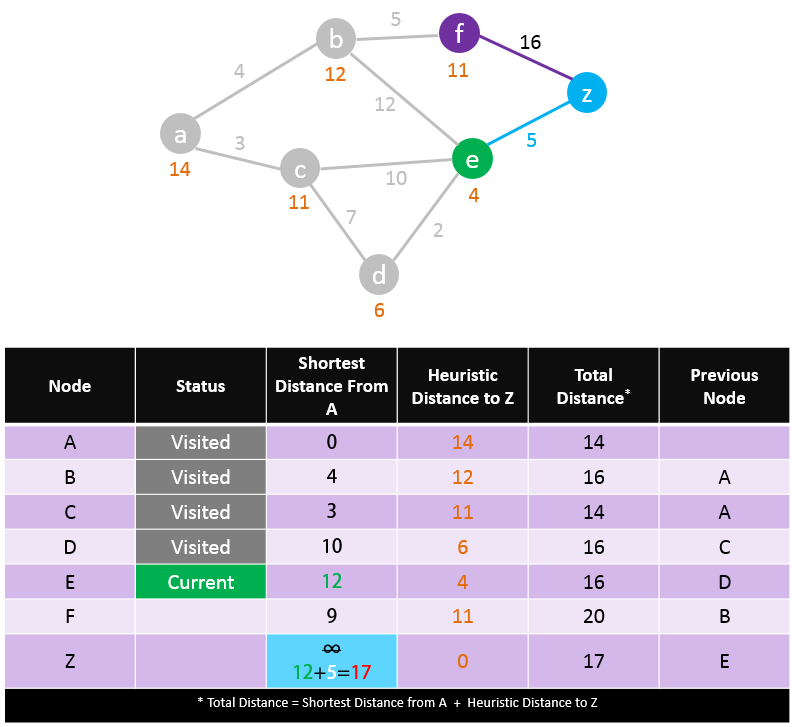 5
b
f
16
12
11
4
z
12
a
3
5
e
14
c
10
4
11
7
2
d
6
Node Status Shortest Distance From A Heuristic Distance to Z Total Distance* Previous Node
A Visited 0 14 14
B Visited 4 12 16 A
C Visited 3 11 14 A
D Visited 10 6 16 C
E Current 12 4 16 D
F 9 11 20 B
Z ∞ 12+5=17 0 17 E
* Total Distance = Shortest Distance from A + Heuristic Distance to Z